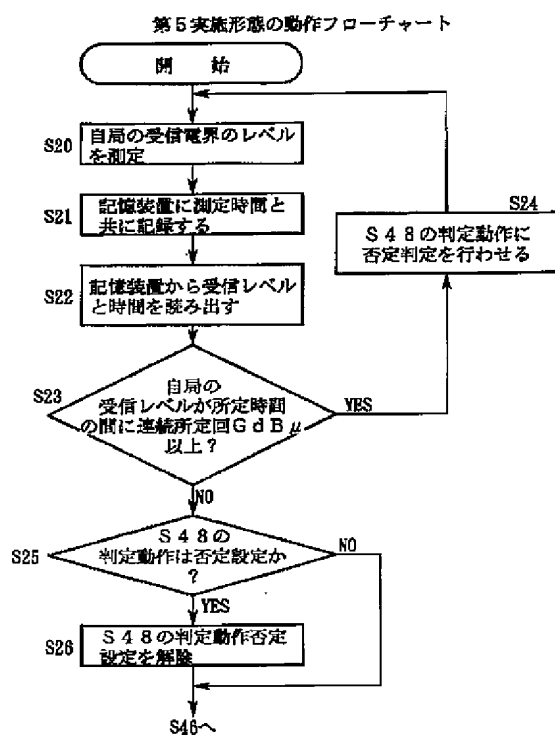 第5実施形態の動作フローチャート
開 始
S20
自局の受信電界のレベル
を測定
S21
記憶装置に測定時間と
共に記録する
S22
記憶装置から受信レベル
と時間を読み出す
S23
自局の
受信レベルが所定時間
の間に連続所定回GdBμ
以上?
YES
S24
S48の判定動作に
否定判定を行わせる
NO
S25
S48の
判定動作は否定設定か
?
NO
YES
S26
S48の判定動作否定
設定を解除
S46へ